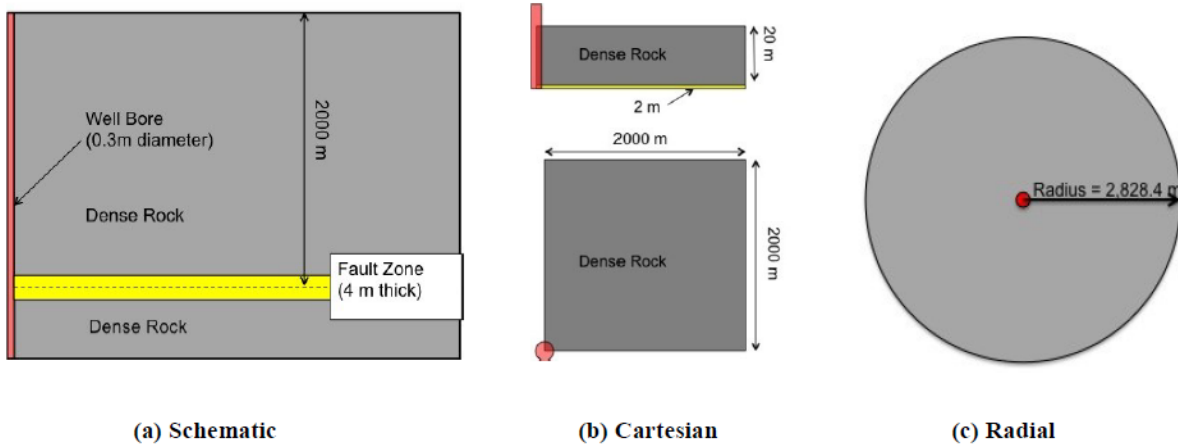 Well Bore
(0.3m diameter)
2000 m
Dense Rock
Fault Zone
(4 m thick)
Dense Rock
(a) Schematic
Dense Rock
20 m
2 m
2000 m
Dense Rock
2000 m
(b) Cartesian
Radius = 2,828.4 m
(c) Radial